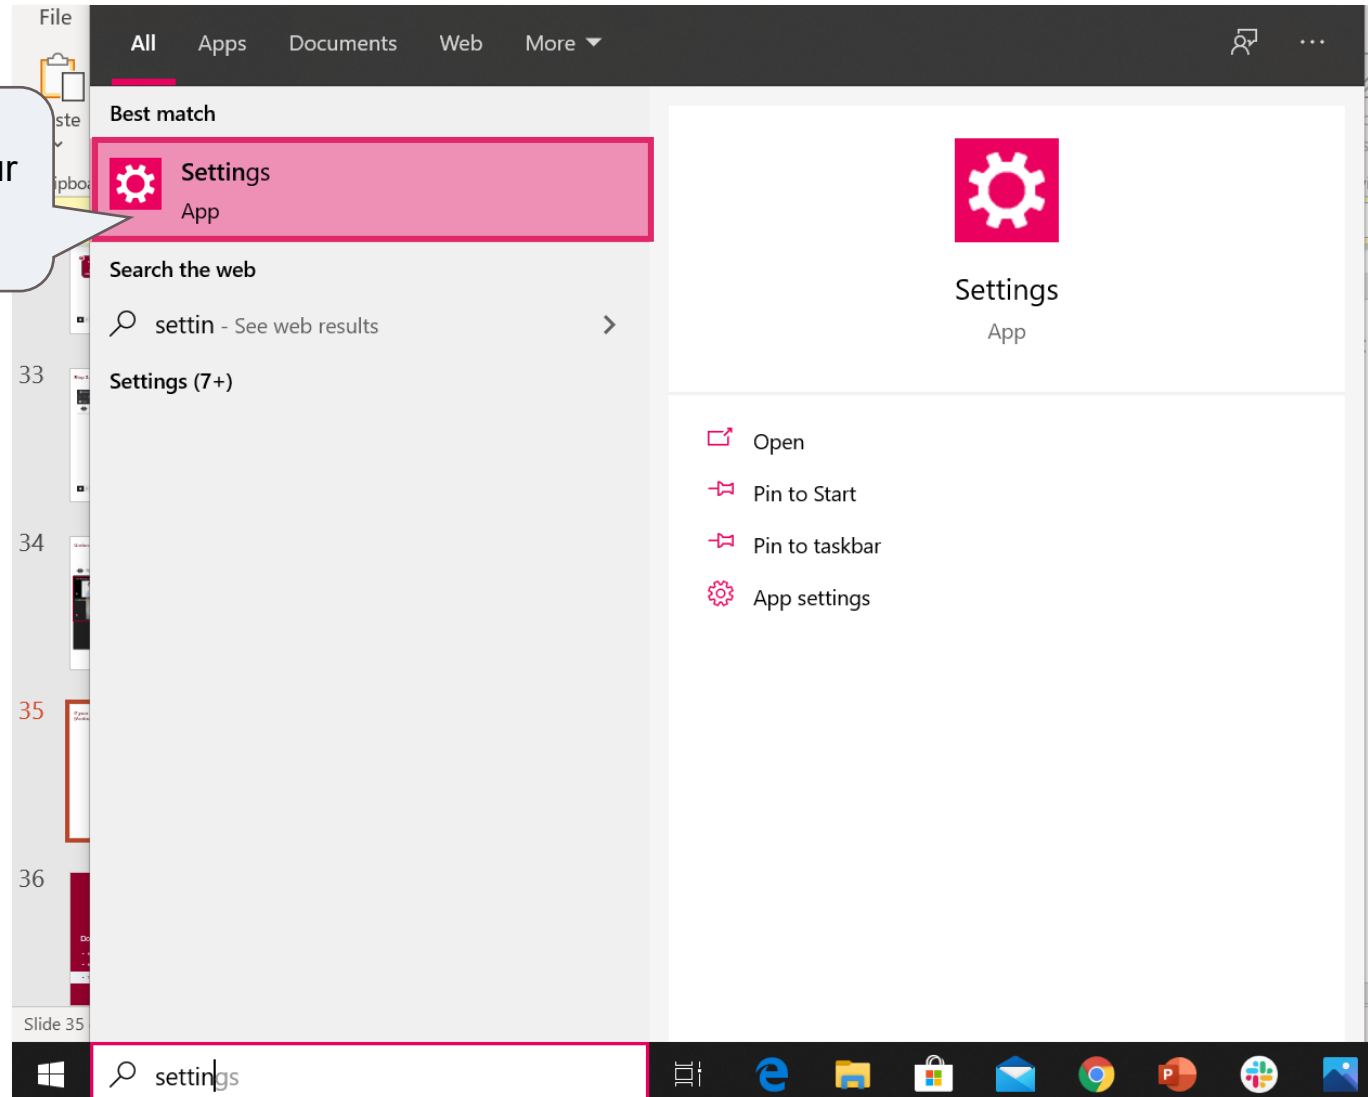 File
All Apps Documents Web More
ste
ur
ipboa
Best match
Settings
App
Search the web
settin - See web results
Settings (7+)
Settings
App
Open
Pin to Start
Pin to taskbar
App settings
33
34
35
36
Slide 35
settings